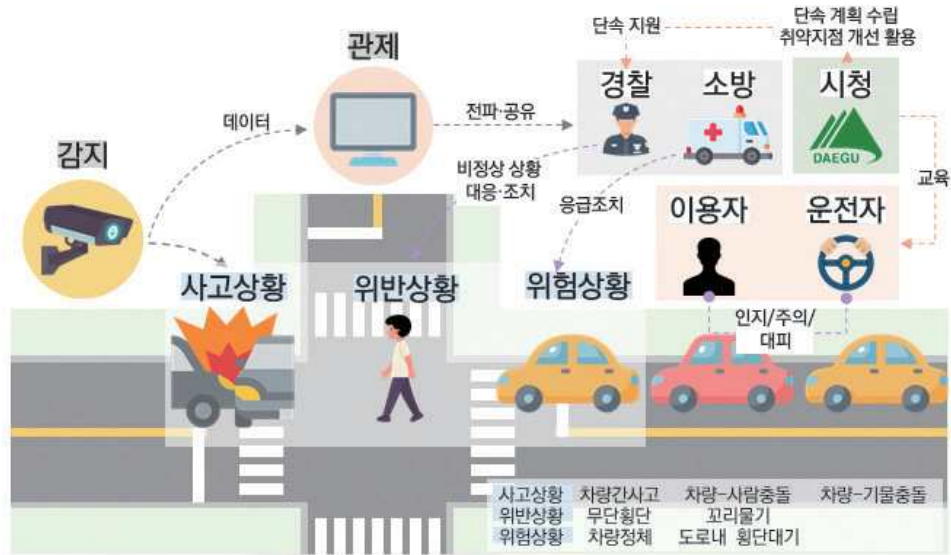 단속 지원
단속 계획 수립
취약지점 개선 활용
관제
경찰
소방
시청
데이터
전파·공유
감지
DAEGU
비정상 상황
대응·조치
응급조치
교육
이용자
운전자
사고상황
위반상황
위험상황
인지/주의/
대피
사고상황 차량간사고 차량-사람충돌 차량-기물충돌
위반상황 무단횡단 꼬리물기
위험상황 차량정체 도로내 횡단대기